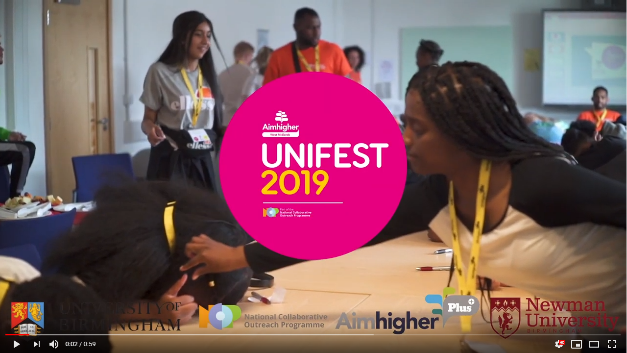 Aimhigher
UNIFEST
2019
National Collaborative
Outreach Programme
UNIVERSITY OF
BIRMINGHAM
National Collaborative
Outreach Programme
Aimhigher
Plus+
Newman
University
0:02 / 0:59